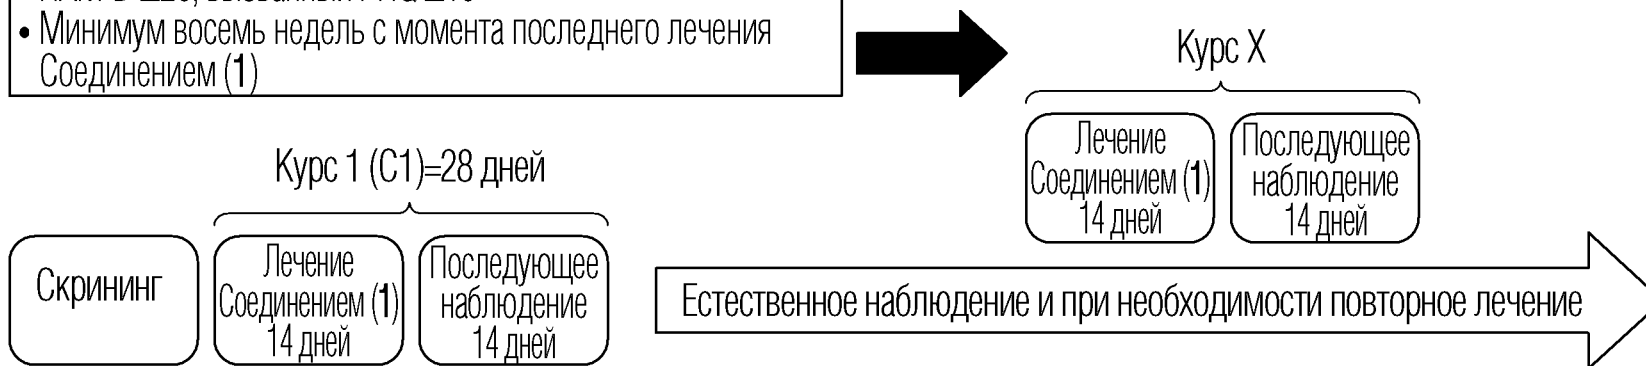 • Минимум восемь недель с момента последнего лечения
Соединением (1)
Курс X
Лечение
Соединением (1)
14 дней
Последующее
наблюдение
14 дней
Курс 1 (C1)=28 дней
Скрининг
Лечение
Соединением (1)
14 дней
Последующее
наблюдение
14 дней
Естественное наблюдение и при необходимости повторное лечение